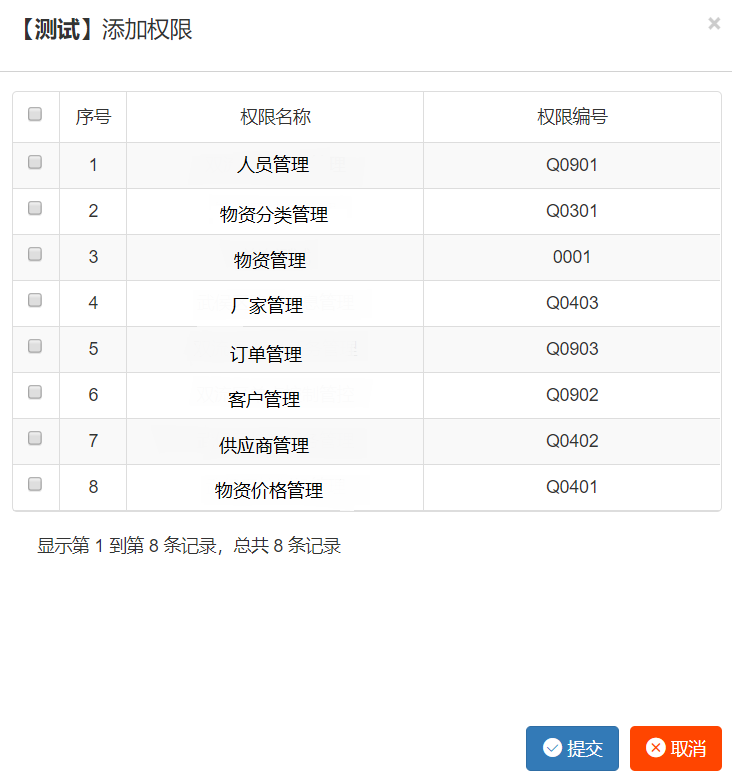 【测试】添加权限 ×
序号 权限名称 权限编号
1 人员管理 Q0901
2 物资分类管理 Q0301
3 物资管理 0001
4 厂家管理 Q0403
5 订单管理 Q0903
6 客户管理 Q0902
7 供应商管理 Q0402
8 物资价格管理 Q0401
显示第 1 到第 8 条记录，总共 8 条记录
提交 取消